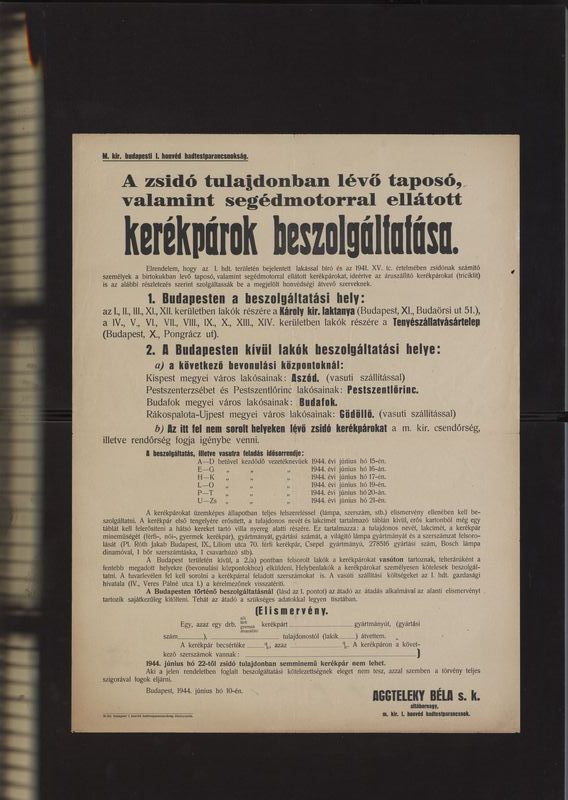 M. kir. budapesti I. honvéd hadtestparancsnokság.
A zsidó tulajdonban lévő taposó,
valamint segédmotorral ellátott
kerékpárok beszolgáltatása.
Elrendelem, hogy az I. hdt. területén bejelentett lakással bíró és az 1941. XV. tc. értelmében zsidónak számító
személyek a birtokukban levő taposó, valamint segédmotorral ellátott kerékpárokat, ideértve az áruszállító kerékpárokat (triciklit)
is az alábbi részletezés szerint szolgáltassák be a megjelölt honvédségi átvevő szerveknek.
1. Budapesten a beszolgáltatási hely:
az I., II., III., XI., XII. kerületben lakók részére a Károly kir. laktanya (Budapest, XI., Budaörsi út 51.),
a IV., V., VI., VII., VIII., IX., X., XIII., XIV. kerületben lakók részére a Tenyészállatvásártelep
(Budapest, X., Pongrácz út).
2. A Budapesten kívül lakók beszolgáltatási helye:
a) a következő bevonulási központoknál:
Kispest megyei város lakósainak: Aszód. (vasuti szállítással)
Pestszenterzsébet és Pestszentlőrinc lakosainak: Pestszentlőrinc.
Budafok megyei város lakósainak: Budafok.
Rákospalota-Ujpest megyei város lakósainak: Gödöllő. (vasuti szállítással)
b) Az itt fel nem sorolt helyeken lévő zsidó kerékpárokat a m. kir. csendőrség,
illetve rendőrség fogja igénybe venni.
A beszolgáltatás, illetve vasutra feladás idősorrendje:
A—D betüvel kezdődő vezetéknevüek 1944. évi június hó 15-én.
E—G „ „ „ 1944. évi június hó 16-án.
H—K „ „ „ 1944. évi június hó 17-én.
L—O „ „ „ 1944. évi június hó 19-én.
P—T „ „ „ 1944. évi június hó 20-án.
U—Zs „ „ „ 1944. évi június hó 21-én.
A kerékpárokat üzemképes állapotban teljes felszereléssel (lámpa, szerszám, stb.) elismervény ellenében kell be-
szolgáltatni. A kerékpár első tengelyére erősített, a tulajdonos nevét és lakcímét tartalmazó táblán kívül, erős kartonból még egy
táblát kell felerősíteni a hátsó kereket tartó villa nyereg alatti részére. Ez tartalmazza: a tulajdonos nevét, lakcímét, a kerékpár
minemüségét (férfi-, női-, gyermek kerékpár), gyártmányát, gyártási számát, a világító lámpa gyártmányát és a szerszámzat felsoro-
lását (Pl. Róth Jakab Budapest, IX., Liliom utca 70. férfi kerékpár, Csepel gyártmányu, 278516 gyártási szám, Bosch lámpa
dinamóval, 1 bőr szerszámtáska, 1 csavarhúzó stb).
A Budapest területén kívül, a 2./a) pontban felsorolt lakók a kerékpárokat vasúton tartoznak, teheráruként a
fentebb megadott helyekre (bevonulási központokhoz) elküldeni. Helybenlakók a kerékpárokat személyesen kötelesek beszolgál-
tatni. A fuvarlevélen fel kell sorolni a kerékpárral feladott szerszámokat is. A vasuti szállítási költségeket az I. hdt. gazdasági
hivatala (IV., Veres Pálné utca 1.) a kérelmezőnek visszatéríti.
A Budapesten történő beszolgáltatásnál (lásd az 1. pontot) az átadó az átadás alkalmával az alanti elismervényt
tartozik sajátkezüleg kitölteni. Tehát az átadó a szükséges adatokkal legyen tisztában.
(Elismervény.
Egy, azaz egy drb. női férfi gyermek áruszállító kerékpárt gyártmányút, (gyártási
szám ), tulajdonostól (lakik ) átvettem.
A kerékpár becsértéke P, azaz P. A kerékpáron a követ-
kező szerszámok vannak: )
1944. június hó 22-től zsidó tulajdonban semminemü kerékpár nem lehet.
Aki a jelen rendeletben foglalt beszolgáltatási kötelezettségnek eleget nem tesz, azzal szemben a törvény teljes
szigorával fogok eljárni.
Budapest, 1944. június hó 10-én.
AGGTELEKY BÉLA s. k.
altábornagy,
m. kir. I. honvéd hadtestparancsnok.